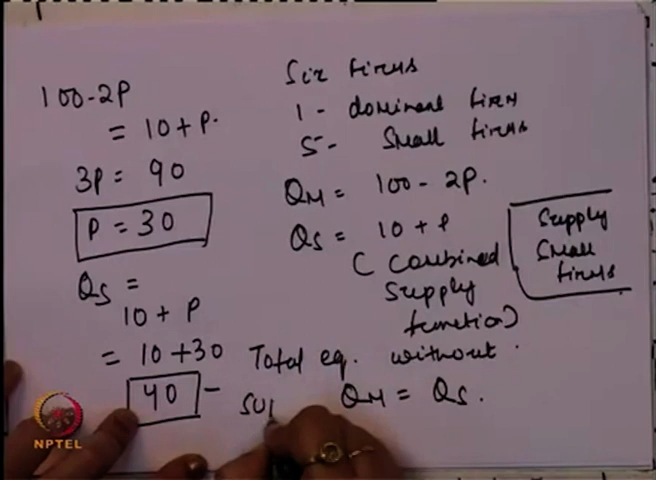 100-2P
= 10+P.
3P = 90
P = 30
QS =
10 + P
= 10+30
40 -
Six firms
1 - dominant firm
5 - Small firms
QM = 100 - 2P.
QS = 10 + P
( Combined
Supply
function)
Supply
Small
firms
Total eq. without
SU
QM = QS.
NPTEL